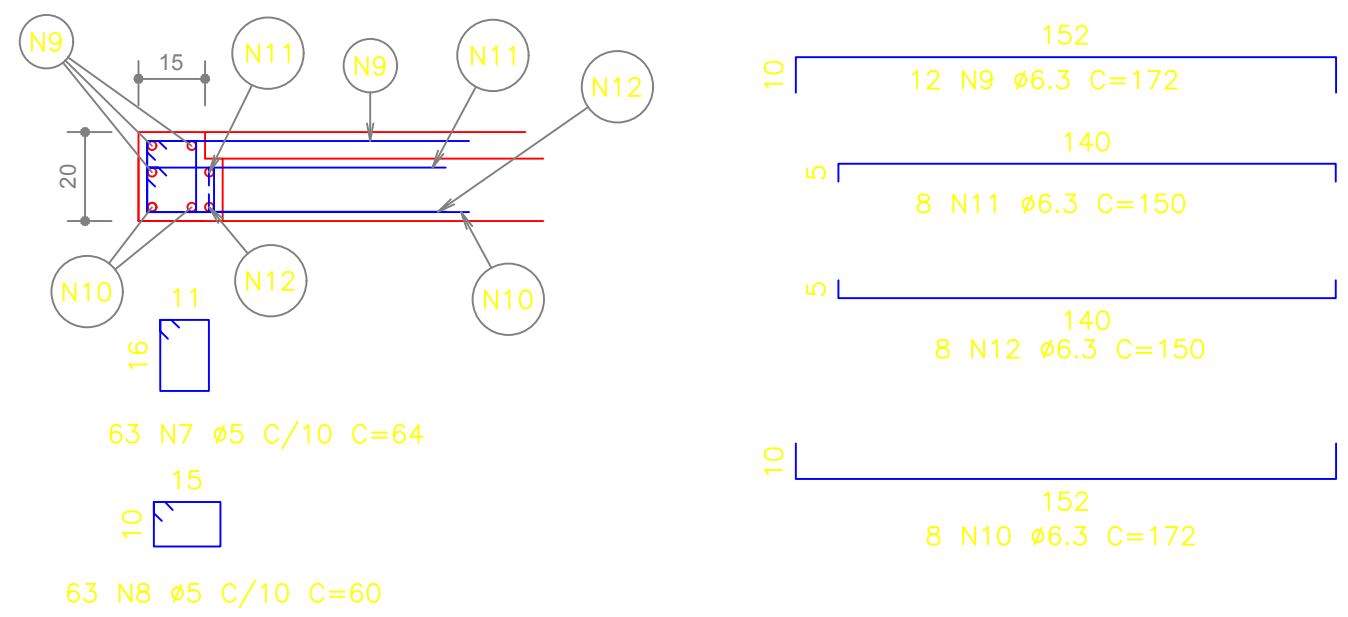 N9
15
N11
N9
N11
N12
20
N10
N12
N10
11
16
63 N7 ø5 C/10 C=64
15
10
63 N8 ø5 C/10 C=60
152
10
12 N9 ø6.3 C=172
140
5
8 N11 ø6.3 C=150
5
140
8 N12 ø6.3 C=150
10
152
8 N10 ø6.3 C=172